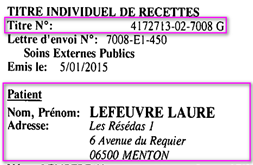 TITRE INDIVIDUEL DE RECETTES
Titre N°: 4172713-02-7008 G
Lettre d'envoi N°: 7008-E1-450
Soins Externes Publics
Emis le: 5/01/2015
Patient
Nom, Prénom: LEFEUVRE LAURE
Adresse: Les Résédas 1
6 Avenue du Requier
06500 MENTON